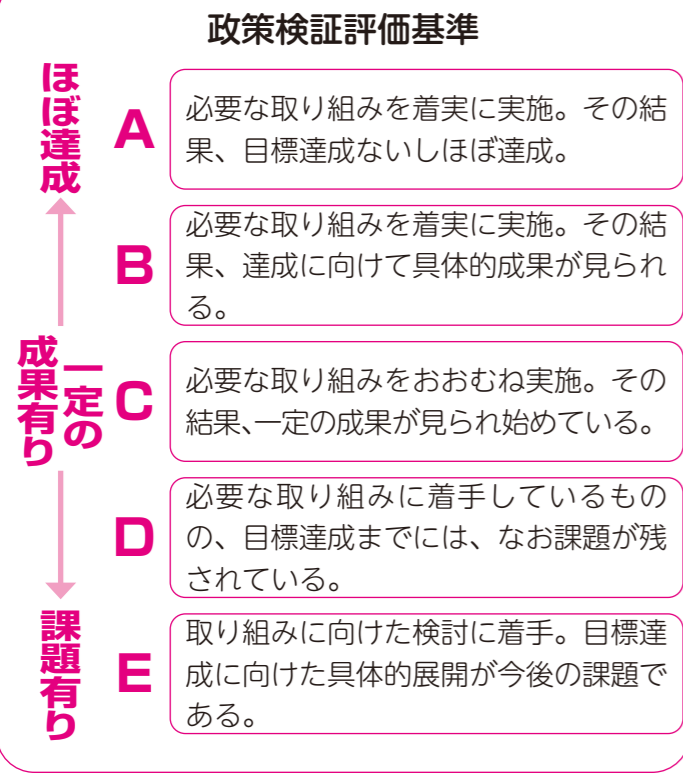 政策検証評価基準
ほぼ達成
A
必要な取り組みを着実に実施。その結
果、目標達成ないしほぼ達成。
B
必要な取り組みを着実に実施。その結
果、達成に向けて具体的成果が見られ
る。
一定の
成果有り
C
必要な取り組みをおおむね実施。その
結果、一定の成果が見られ始めている。
D
必要な取り組みに着手しているもの
の、目標達成までには、なお課題が残
されている。
課題有り
E
取り組みに向けた検討に着手。目標達
成に向けた具体的展開が今後の課題で
ある。